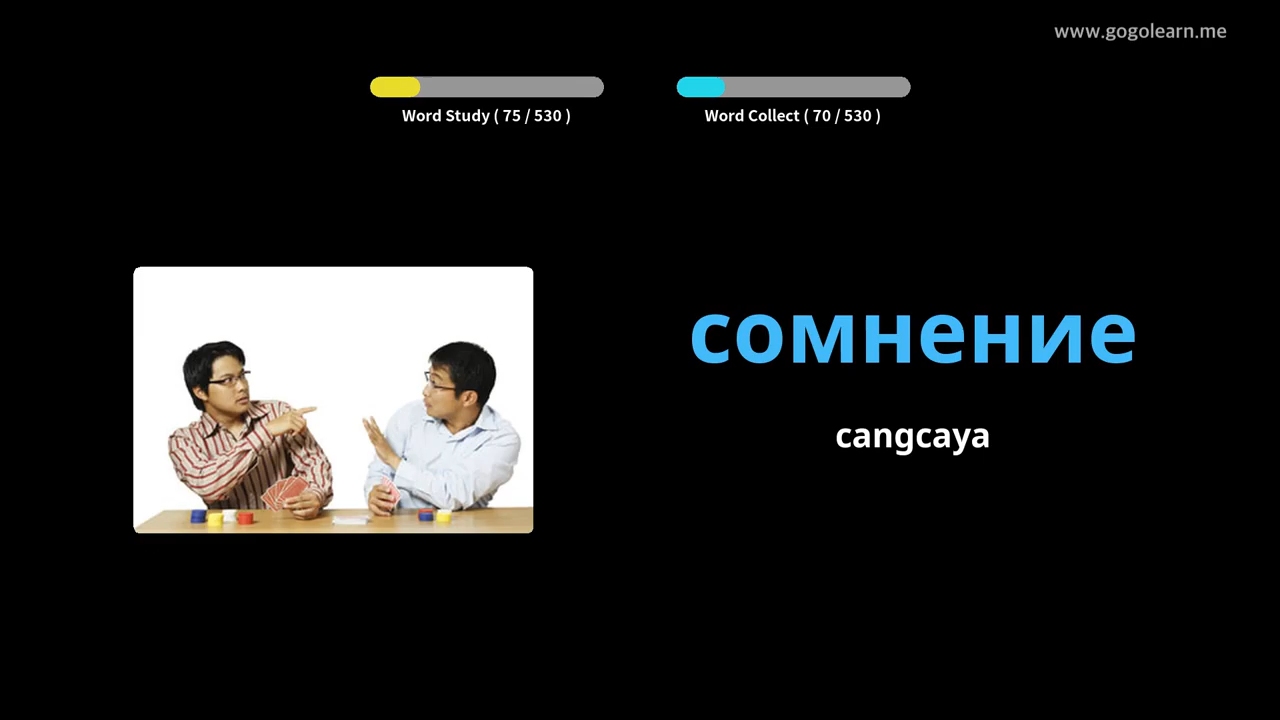 www.gogolearn.me
Word Study ( 75 / 530 )
Word Collect ( 70 / 530 )
сомнение
cangcaya